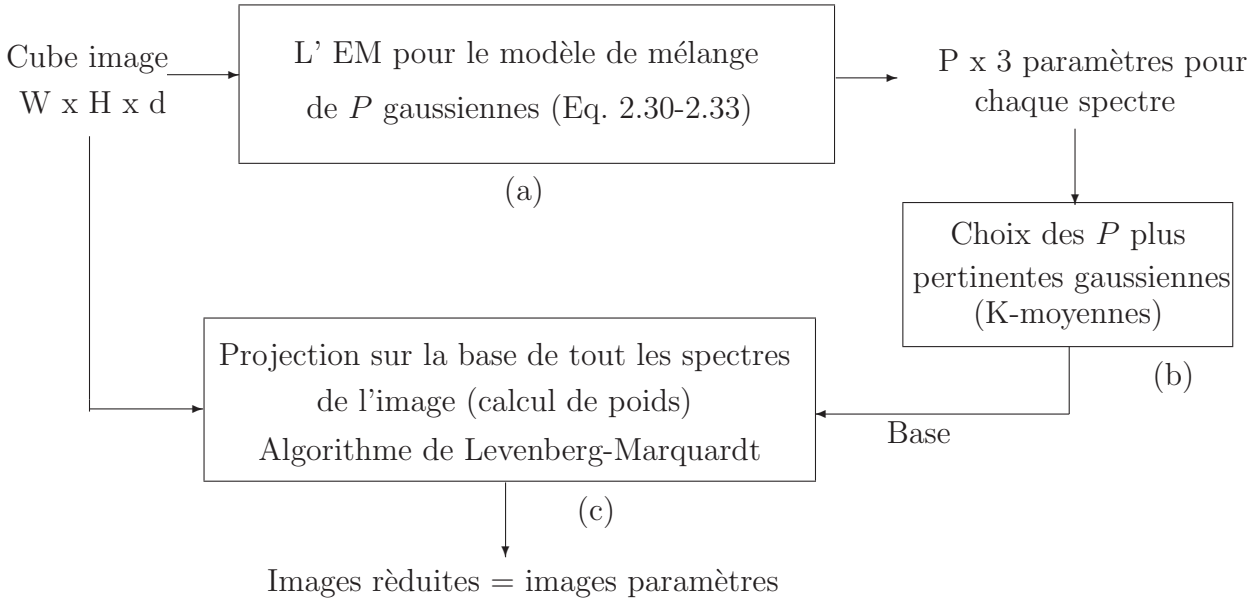 Cube image
W x H x d
L' EM pour le modèle de mélange
de P gaussiennes (Eq. 2.30-2.33)
(a)
P x 3 paramètres pour
chaque spectre
Choix des P plus
pertinentes gaussiennes
(K-moyennes)
(b)
Base
Projection sur la base de tout les spectres
de l'image (calcul de poids)
Algorithme de Levenberg-Marquardt
(c)
Images rèduites = images paramètres